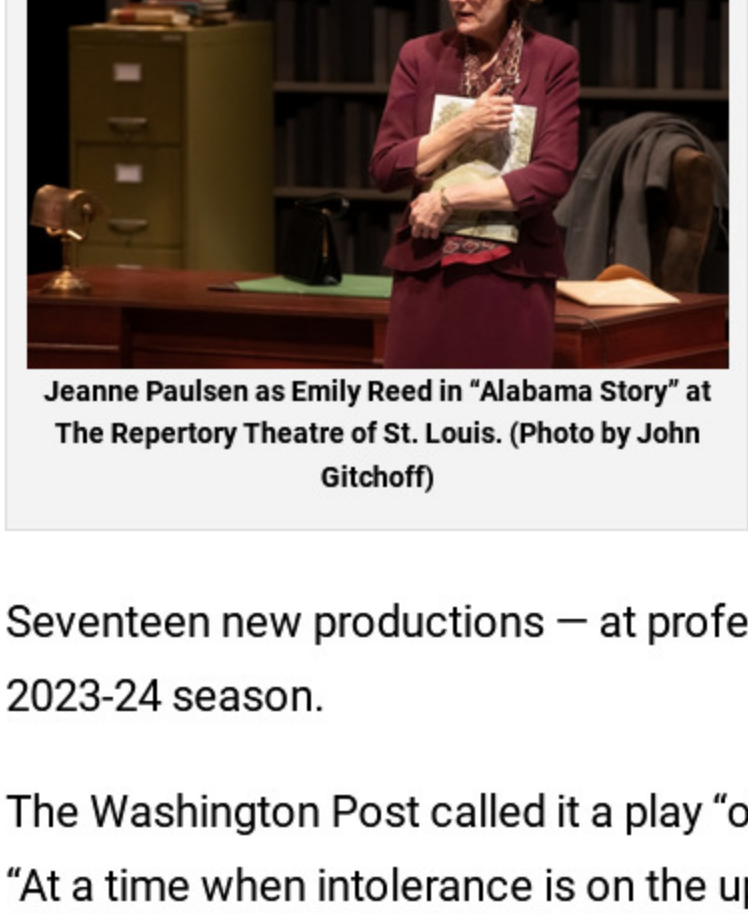 Jeanne Paulsen as Emily Reed in “Alabama Story” at
The Repertory Theatre of St. Louis. (Photo by John
Gitchoff)
Seventeen new productions — at
2023-24 season.
The Washington Post called it a play
“At a time when intolerance is on the